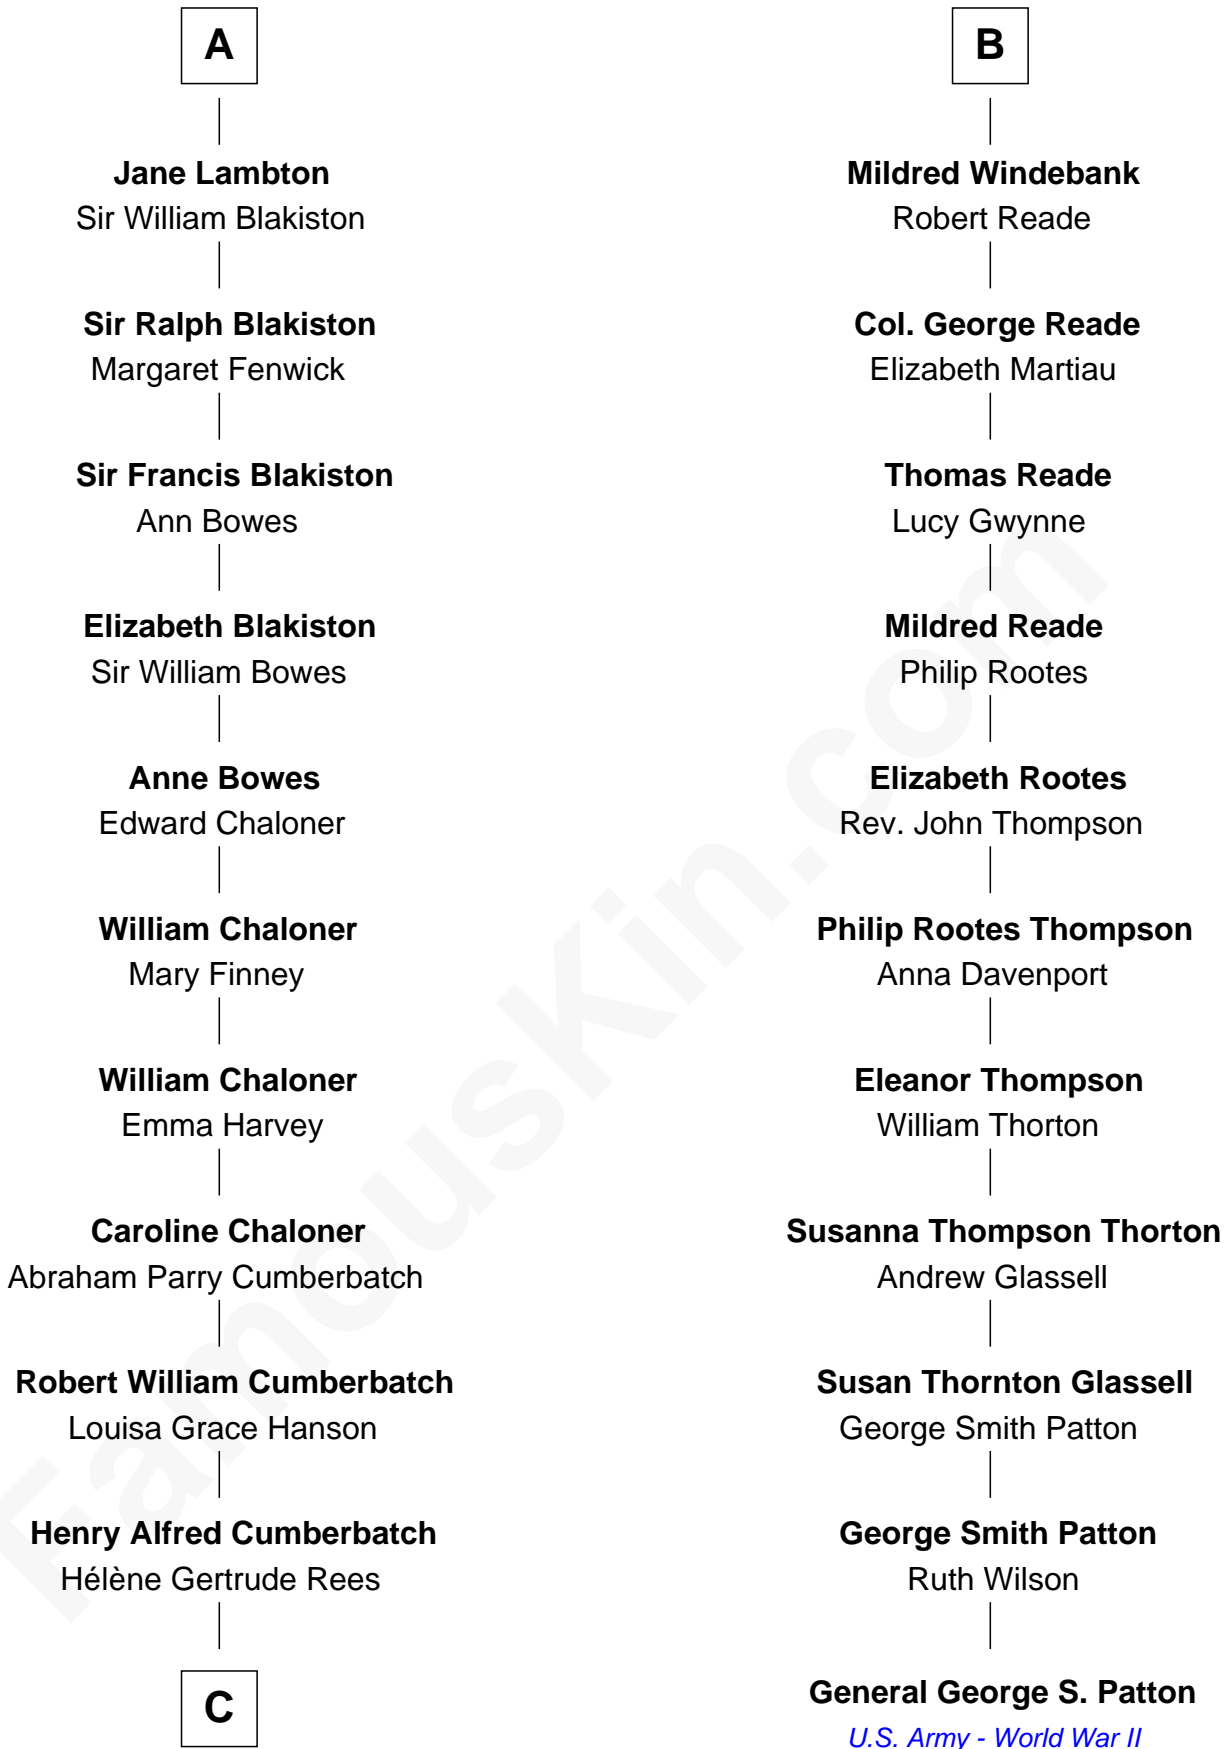 A
Jane Lambton
Sir William Blakiston
Sir Ralph Blakiston
Margaret Fenwick
Sir Francis Blakiston
Ann Bowes
Elizabeth Blakiston
Sir William Bowes
Anne Bowes
Edward Chaloner
William Chaloner
Mary Finney
William Chaloner
Emma Harvey
Caroline Chaloner
Abraham Parry Cumberbatch
Robert William Cumberbatch
Louisa Grace Hanson
Henry Alfred Cumberbatch
Hélène Gertrude Rees
C
B
Mildred Windebank
Robert Reade
Col. George Reade
Elizabeth Martiau
Thomas Reade
Lucy Gwynne
Mildred Reade
Philip Rootes
Elizabeth Rootes
Rev. John Thompson
Philip Rootes Thompson
Anna Davenport
Eleanor Thompson
William Thorton
Susanna Thompson Thorton
Andrew Glassell
Susan Thornton Glassell
George Smith Patton
George Smith Patton
Ruth Wilson
General George S. Patton
U.S. Army - World War II
FamousKin.com